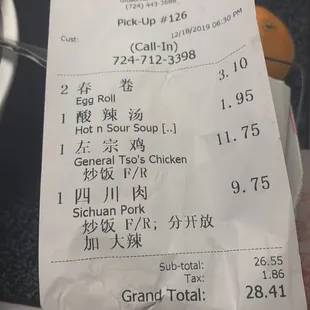 (724) 443-3688
Pick-Up #126
Cust:
12/18/2019 06:30 PM
(Call-In)
724-712-3398
2 春 卷 3.10
Egg Roll
1 酸 辣 汤 1.95
Hot n Sour Soup [..]
1 左 宗 鸡 11.75
General Tso's Chicken
炒饭 F/R
1 四 川 肉 9.75
Sichuan Pork
炒饭 F/R; 分开放
加 大辣
Sub-total: 26.55
Tax: 1.86
Grand Total: 28.41